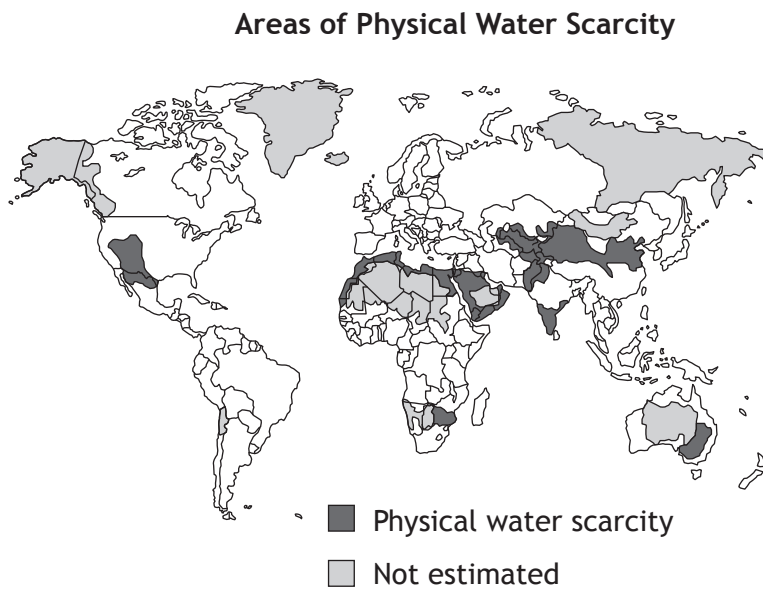 Areas of Physical Water Scarcity
Physical water scarcity
Not estimated